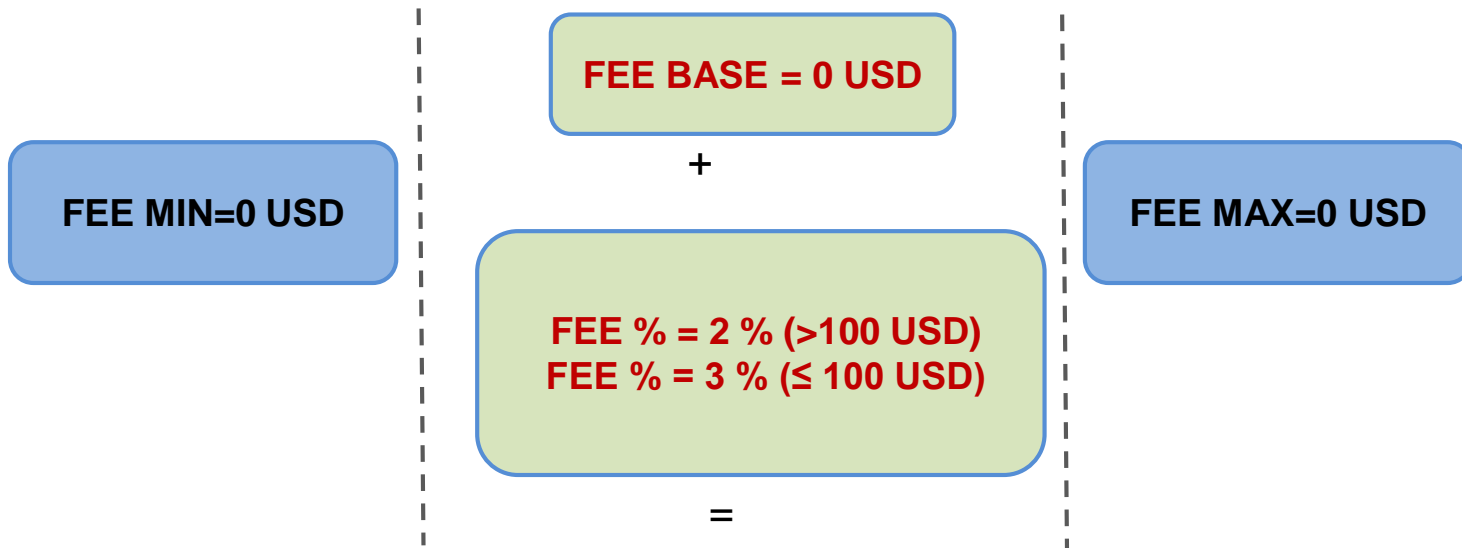 FEE BASE = 0 USD
+
FEE MIN=0 USD
FEE MAX=0 USD
FEE % = 2 % (>100 USD)
FEE % = 3 % (≤ 100 USD)
=